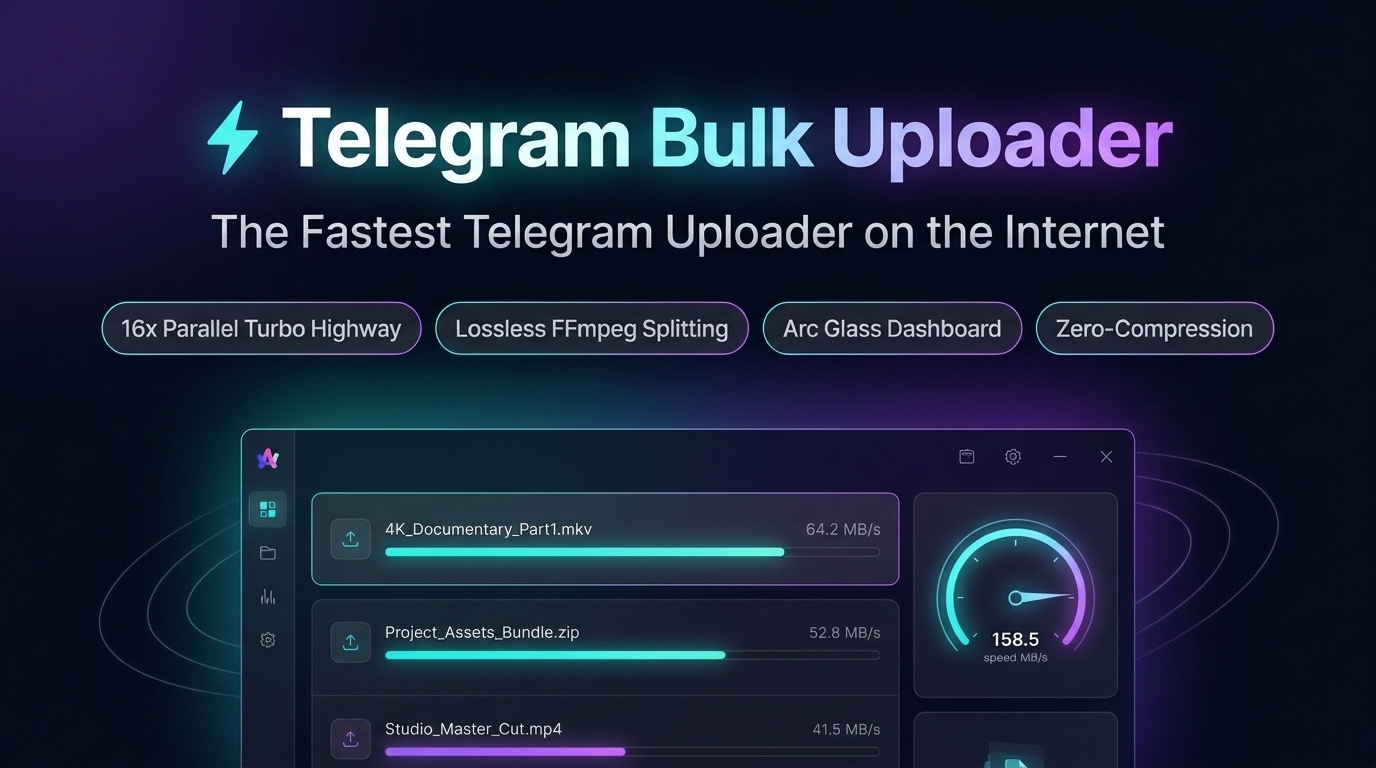 Telegram Bulk Uploader
The Fastest Telegram Uploader on the Internet
16x Parallel Turbo Highway
Lossless FFmpeg Splitting
Arc Glass Dashboard
Zero-Compression
4K_Documentary_Part1.mkv
64.2 MB/s
Project_Assets_Bundle.zip
52.8 MB/s
Studio_Master_Cut.mp4
41.5 MB/s
158.5
speed MB/s